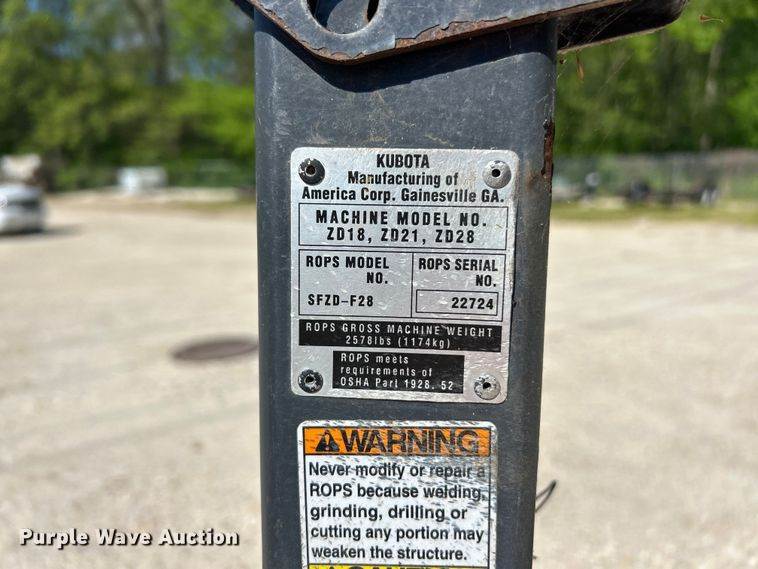 KUBOTA
Manufacturing of
America Corp. Gainesville GA.
MACHINE MODEL NO.
ZD18, ZD21, ZD28
ROPS MODEL
NO.
SFZD-F28
ROPS SERIAL
NO.
22724
ROPS GROSS MACHINE WEIGHT
2578lbs (1174kg)
ROPS meets
requirements of
OSHA Part 1928. 52
WARNING
Never modify or repair a
ROPS because welding,
grinding, drilling or
cutting any portion may
weaken the structure.
CAUTION
Purple Wave Auction